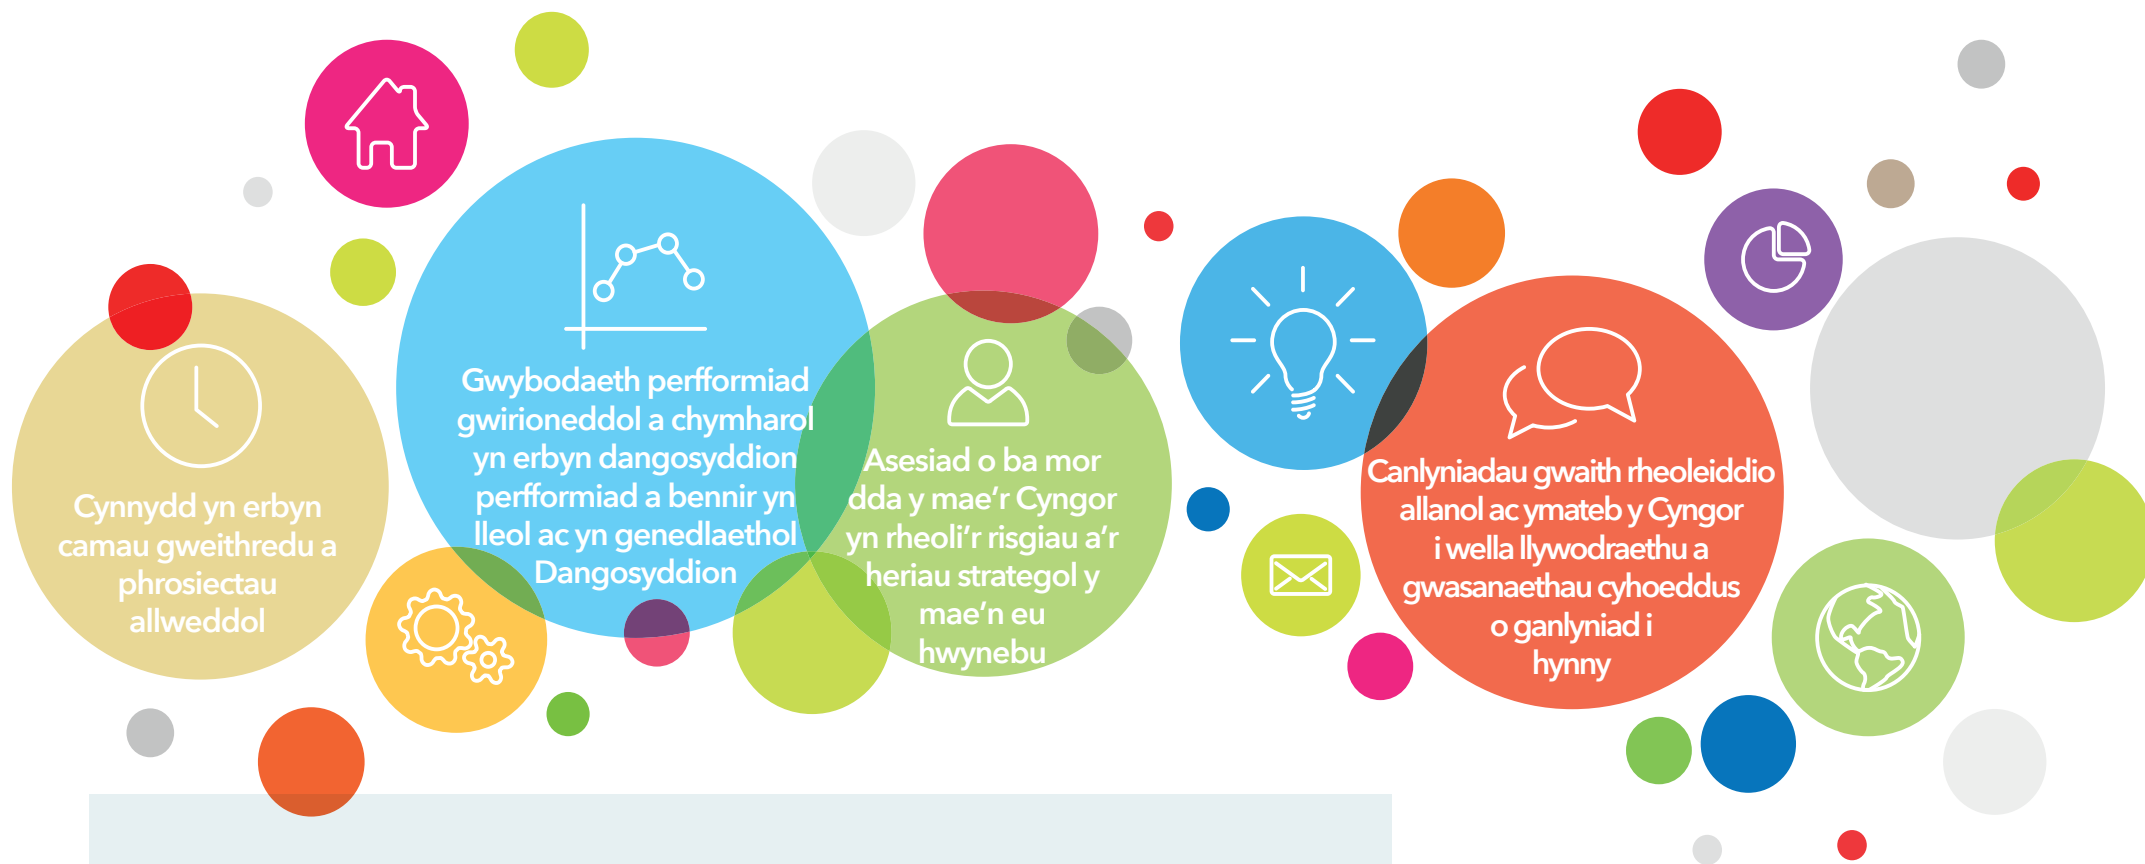 Cynnydd yn erbyn
camau gweithredu a
phrosiectau
allweddol
Gwybodaeth perfformiad
gwirioneddol a chymharol
yn erbyn dangosyddion
perfformiad a bennir yn
lleol ac yn genedlaethol
Dangosyddion
Asesiad o ba mor
dda y mae'r Cyngor
yn rheoli'r risgiau a'r
heriau strategol y
mae'n eu
hwynebu
Canlyniadau gwaith rheoleiddio
allanol ac ymateb y Cyngor
i wella llywodraethu a
gwasanaethau cyhoeddus
o ganlyniad i
hynny